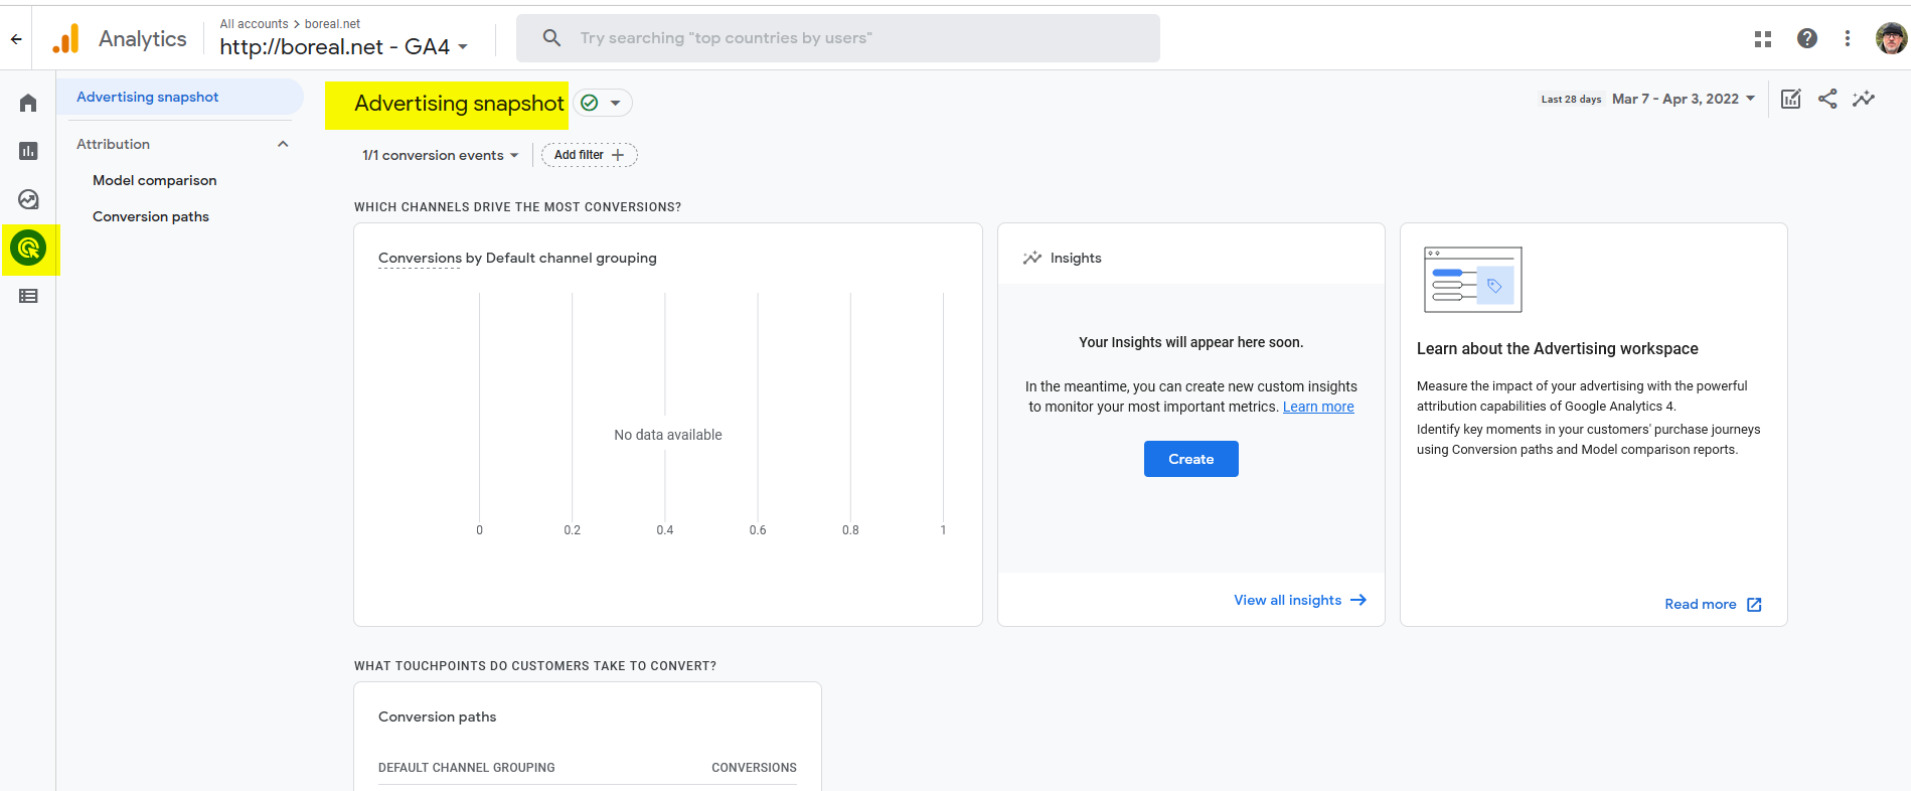 Analytics
All accounts > boreal.net
http://boreal.net - GA4
Try searching "top countries by users"
Advertising snapshot
Attribution
Model comparison
Conversion paths
Advertising snapshot
Last 28 days Mar 7 - Apr 3, 2022
1/1 conversion events
Add filter +
WHICH CHANNELS DRIVE THE MOST CONVERSIONS?
Conversions by Default channel grouping
No data available
0 0.2 0.4 0.6 0.8 1
Insights
Your Insights will appear here soon.
In the meantime, you can create new custom insights
to monitor your most important metrics. Learn more
Create
View all insights
Learn about the Advertising workspace
Measure the impact of your advertising with the powerful
attribution capabilities of Google Analytics 4.
Identify key moments in your customers' purchase journeys
using Conversion paths and Model comparison reports.
Read more
WHAT TOUCHPOINTS DO CUSTOMERS TAKE TO CONVERT?
Conversion paths
DEFAULT CHANNEL GROUPING CONVERSIONS